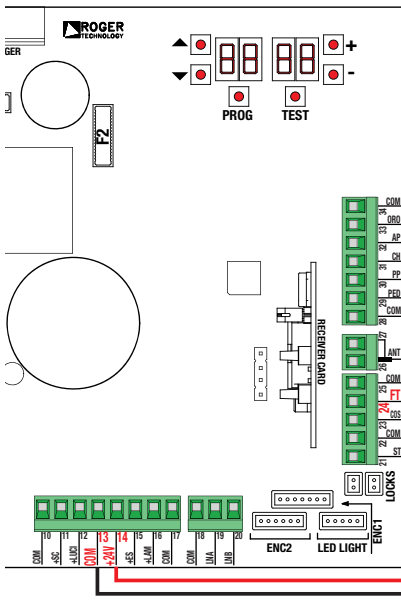 ROGER
TECHNOLOGY
GER
+
-
PROG TEST
F2
RECEIVER CARD
COM 34
ORO 33
AP 32
CH 31
PP 30
PED 29
COM 28
27
ANT 26
COM 25
FT 24
COS 23
COM 22
ST 21
LOCKS
ENC1
ENC2
LED LIGHT
10 11 12 13 14 15 16 17 18 19 20
COM +SC +LUCI COM +24V +ES +LAM COM COM LNA LNB